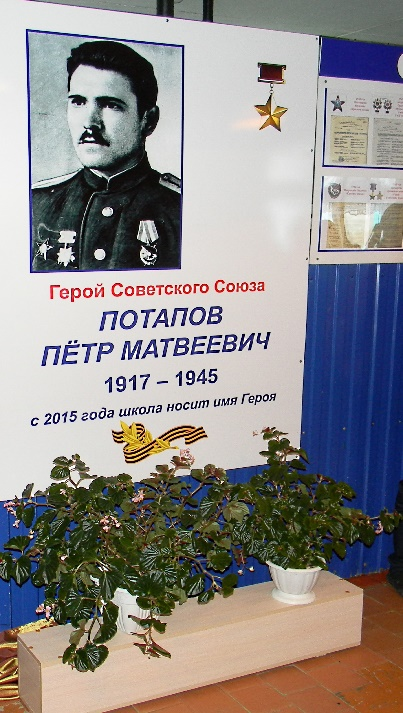 Герой Советского Союза
ПОТАПОВ
ПЁТР МАТВЕЕВИЧ
1917 – 1945
с 2015 года школа носит имя Героя